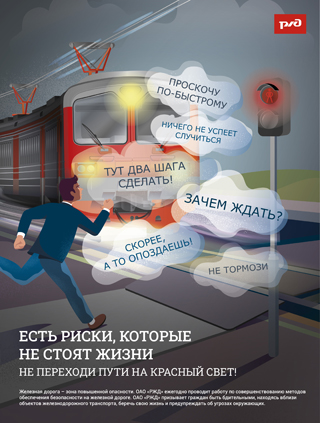 РЖД
ПРОСКОЧУ
ПО-БЫСТРОМУ
НИЧЕГО НЕ УСПЕЕТ
СЛУЧИТЬСЯ
ТУТ ДВА ШАГА
СДЕЛАТЬ!
ЗАЧЕМ ЖДАТЬ?
СКОРЕЕ,
А ТО ОПОЗДАЕШЬ!
НЕ ТОРМОЗИ
ЕСТЬ РИСКИ, КОТОРЫЕ
НЕ СТОЯТ ЖИЗНИ
НЕ ПЕРЕХОДИ ПУТИ НА КРАСНЫЙ СВЕТ!
Железная дорога – зона повышенной опасности. ОАО «РЖД» ежегодно проводит работу по совершенствованию методов
обеспечения безопасности на железной дороге. ОАО «РЖД» призывает граждан быть бдительными, находясь вблизи
объектов железнодорожного транспорта, беречь свою жизнь и предупреждать об угрозах окружающих.